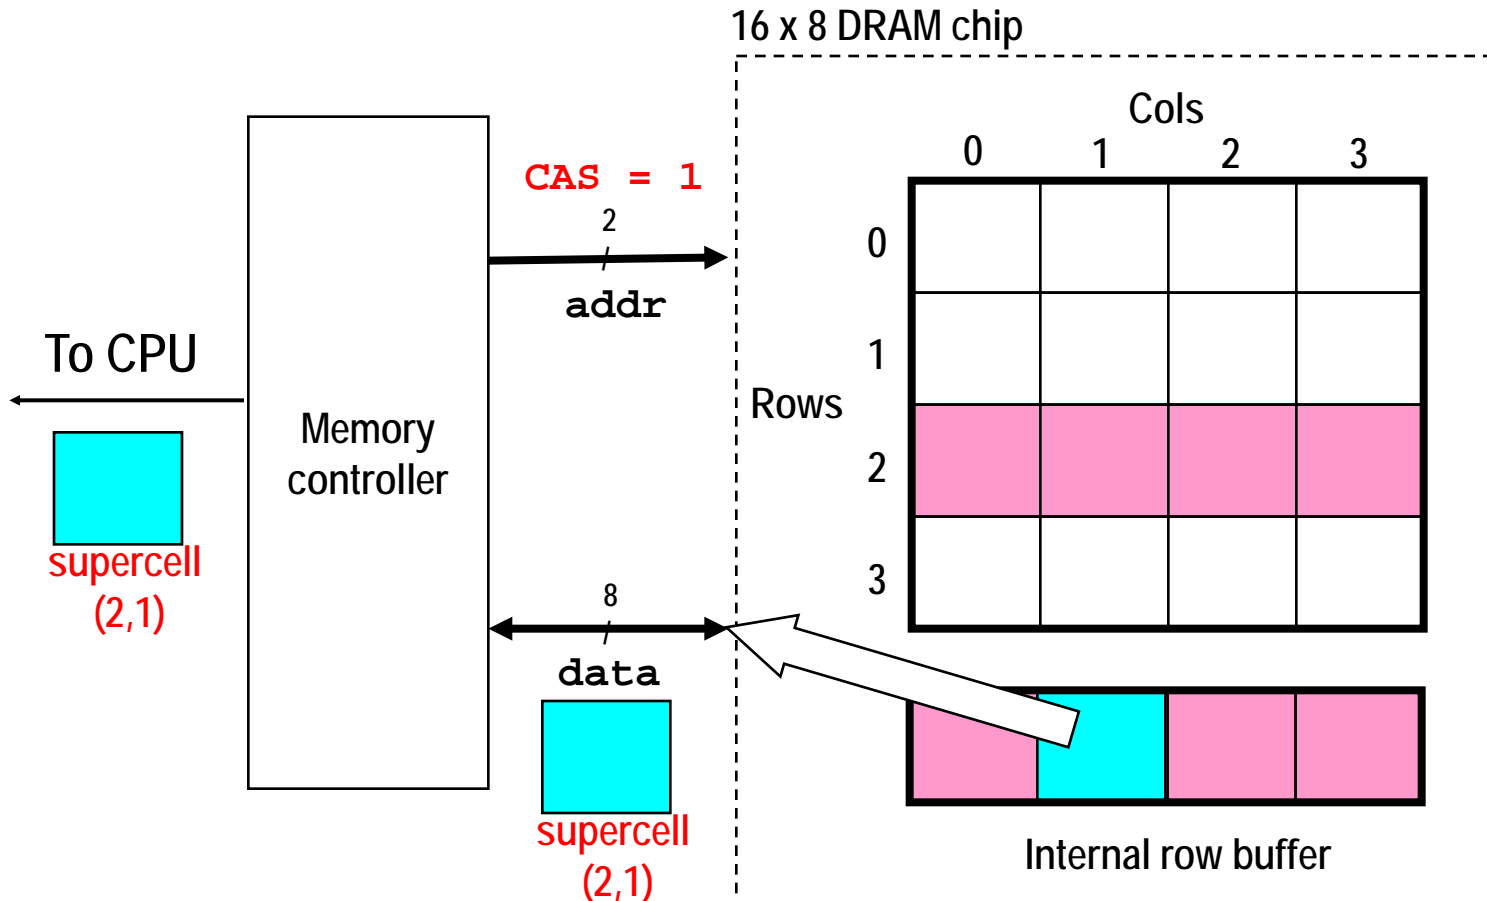 16 x 8 DRAM chip
Cols
0 1 2 3
CAS = 1
2
addr
0
1
Rows
2
3
To CPU
Memory
controller
supercell
(2,1)
8
data
supercell
(2,1)
Internal row buffer